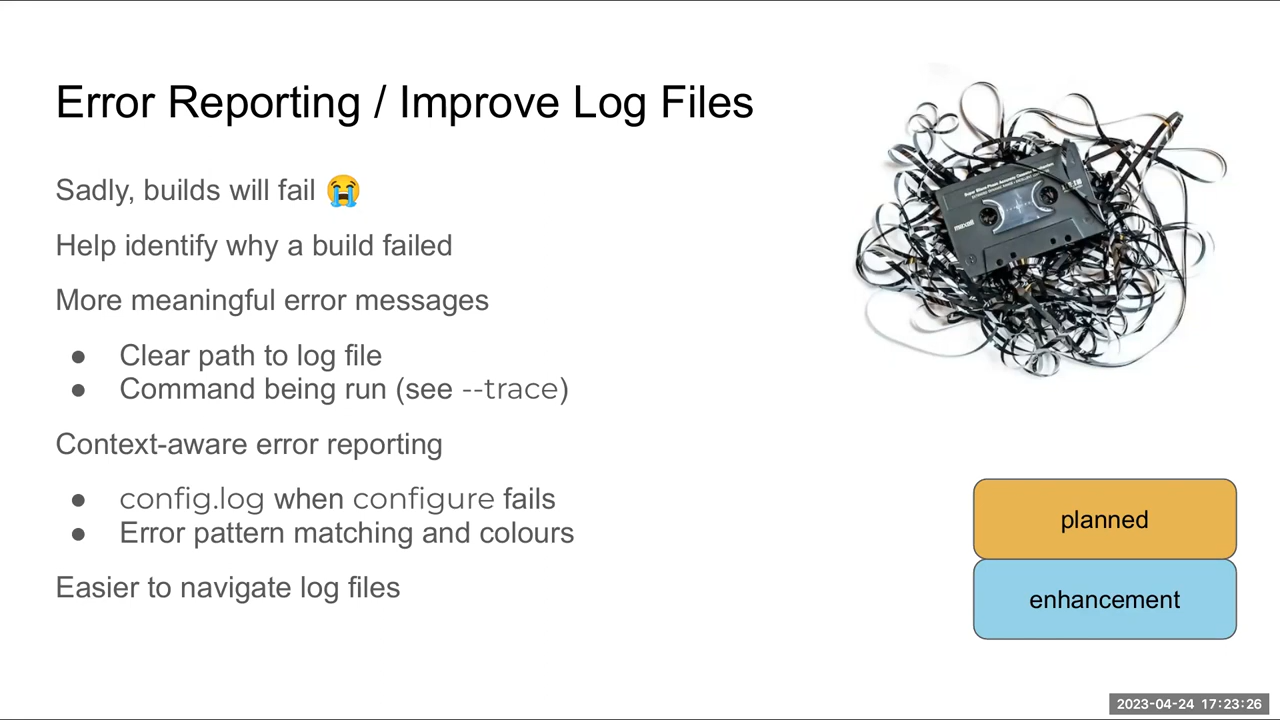 Error Reporting / Improve Log Files
Sadly, builds will fail 😭
Help identify why a build failed
More meaningful error messages
● Clear path to log file
● Command being run (see --trace)
Context-aware error reporting
● config.log when configure fails
● Error pattern matching and colours
Easier to navigate log files
maxell
planned
enhancement
2023-04-24 17:23:26